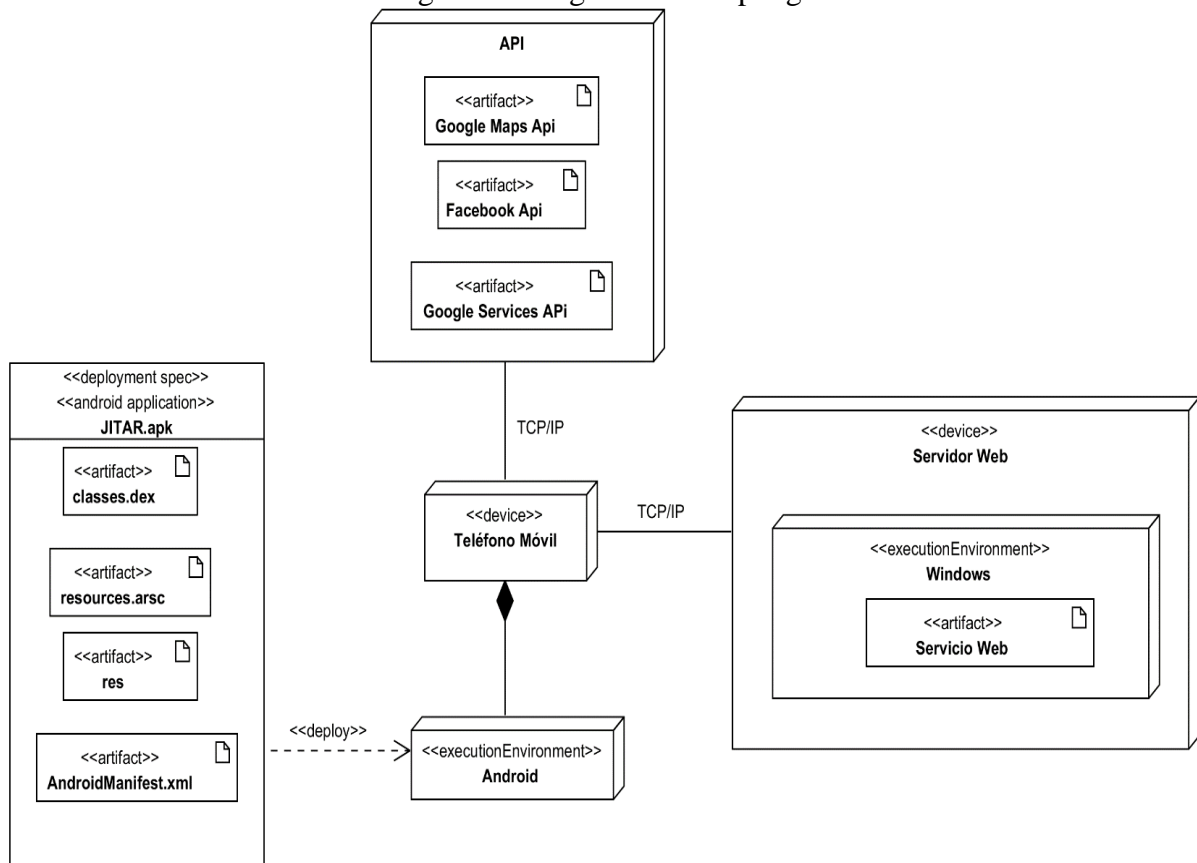 API
<<artifact>>
Google Maps Api
<<artifact>>
Facebook Api
<<artifact>>
Google Services APi
<<deployment spec>>
<<android application>>
JITAR.apk
<<artifact>>
classes.dex
<<artifact>>
resources.arsc
<<artifact>>
res
<<artifact>>
AndroidManifest.xml
TCP/IP
<<device>>
Teléfono Móvil
TCP/IP
<<device>>
Servidor Web
<<executionEnvironment>>
Windows
<<artifact>>
Servicio Web
<<deploy>>
<<executionEnvironment>>
Android